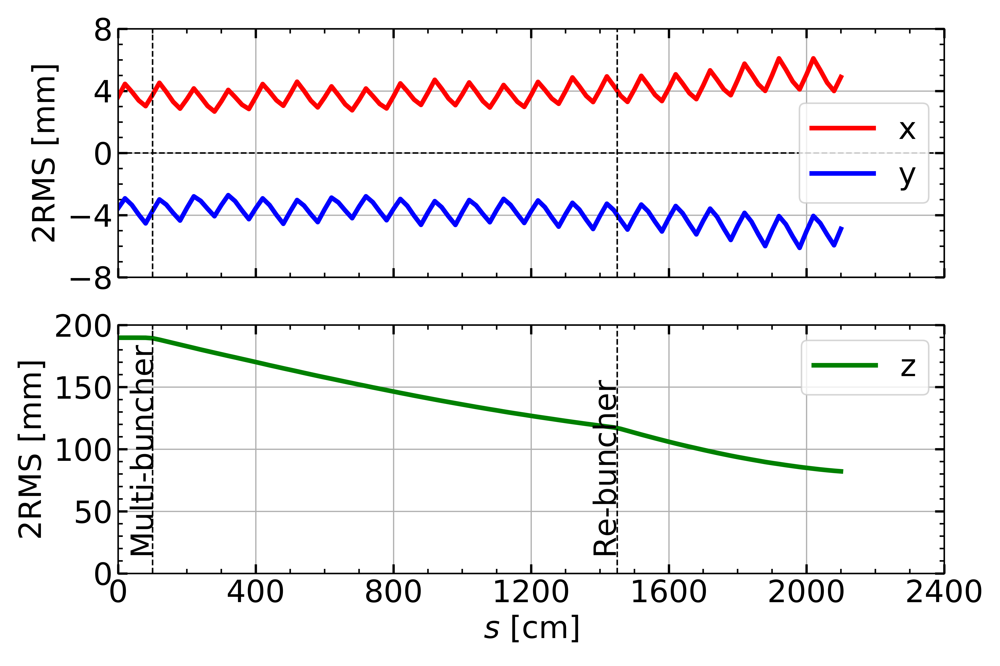 8
4
0
−4
−8
2RMS [mm]
x
y
200
150
100
50
0
2RMS [mm]
Multi-buncher
Re-buncher
z
0 400 800 1200 1600 2000 2400
s [cm]